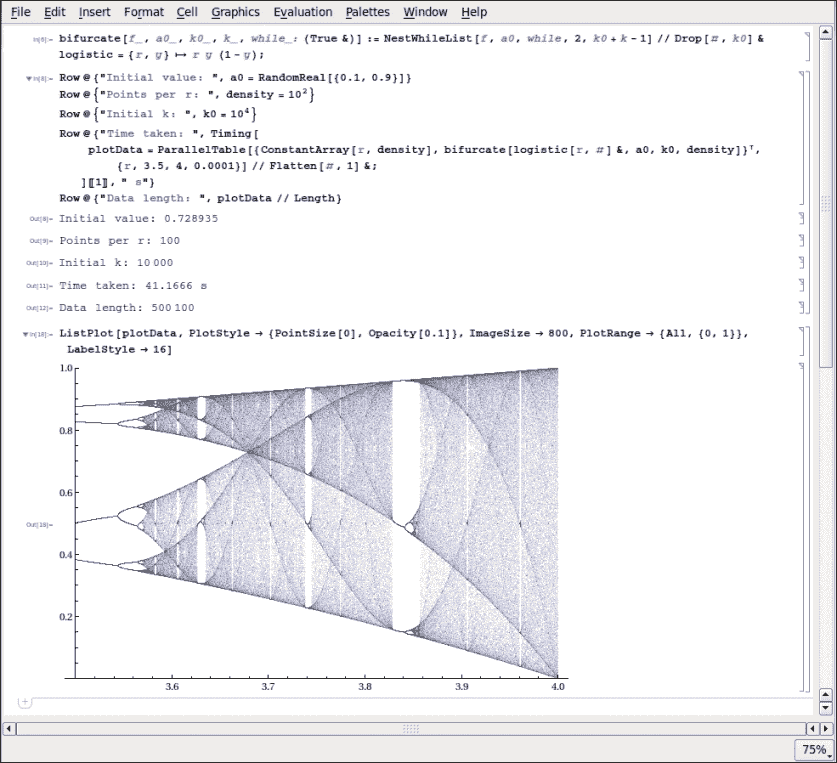 File Edit Insert Format Cell Graphics Evaluation Palettes Window Help
In[6]:= bifurcate[f_, a0_, k0_, k_, while_: (True &)] := NestWhileList[f, a0, while, 2, k0 + k - 1] // Drop[#, k0] &
logistic = {r, y} ↦ r y (1 - y);
In[8]:= Row @ {"Initial value: ", a0 = RandomReal[{0.1, 0.9}]}
Row @ {"Points per r: ", density = 10²}
Row @ {"Initial k: ", k0 = 10⁴}
Row @ {"Time taken: ", Timing[
plotData = ParallelTable[{ConstantArray[r, density], bifurcate[logistic[r, #] &, a0, k0, density]}ᵀ,
{r, 3.5, 4, 0.0001}] // Flatten[#, 1] &;
]〚1〛, " s"}
Row @ {"Data length: ", plotData // Length}
Out[8]= Initial value: 0.728935
Out[9]= Points per r: 100
Out[10]= Initial k: 10 000
Out[11]= Time taken: 41.1666 s
Out[12]= Data length: 500 100
In[18]:= ListPlot[plotData, PlotStyle → {PointSize[0], Opacity[0.1]}, ImageSize → 800, PlotRange → {All, {0, 1}},
LabelStyle → 16]
1.0
0.8
0.6
Out[18]=
0.4
0.2
3.6 3.7 3.8 3.9 4.0
75%